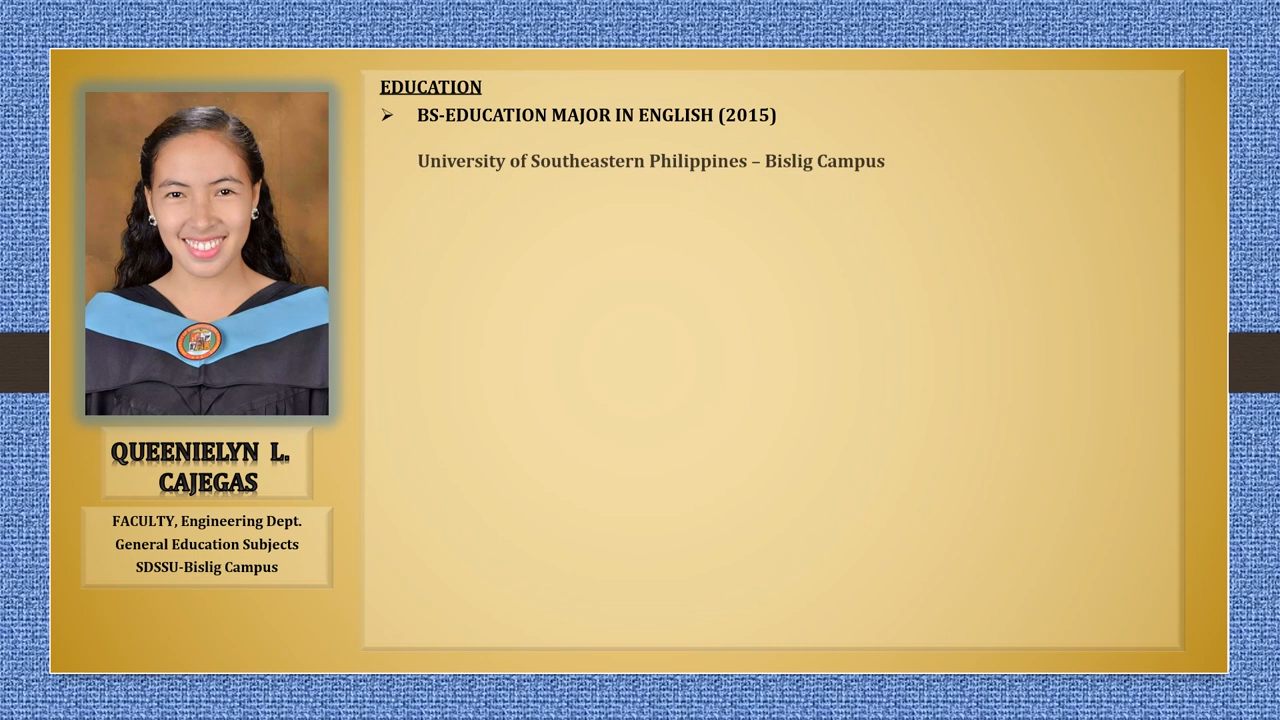 EDUCATION
➢ BS-EDUCATION MAJOR IN ENGLISH (2015)
University of Southeastern Philippines – Bislig Campus
QUEENIELYN L.
CAJEGAS
FACULTY, Engineering Dept.
General Education Subjects
SDSSU-Bislig Campus